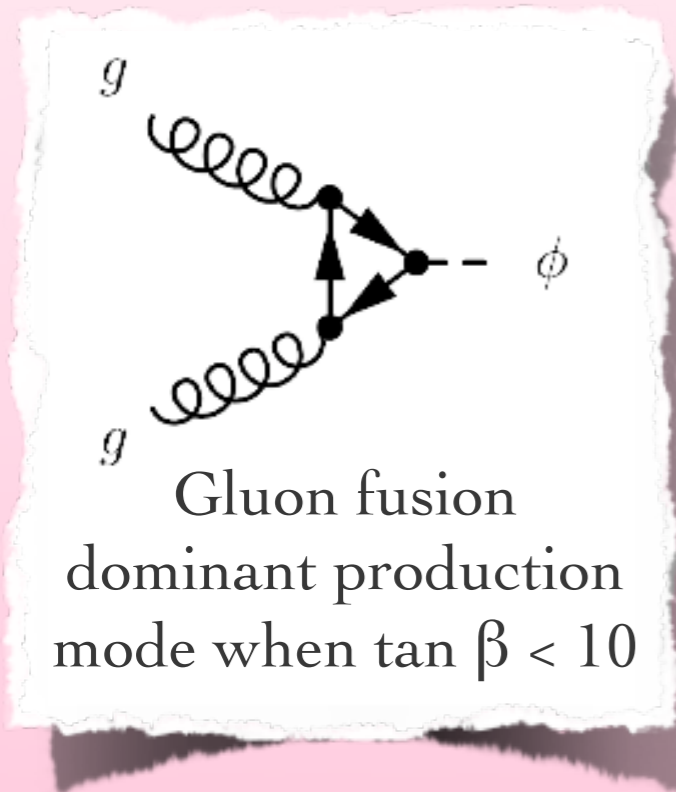 g
ϕ
g
Gluon fusion
dominant production
mode when tan β < 10